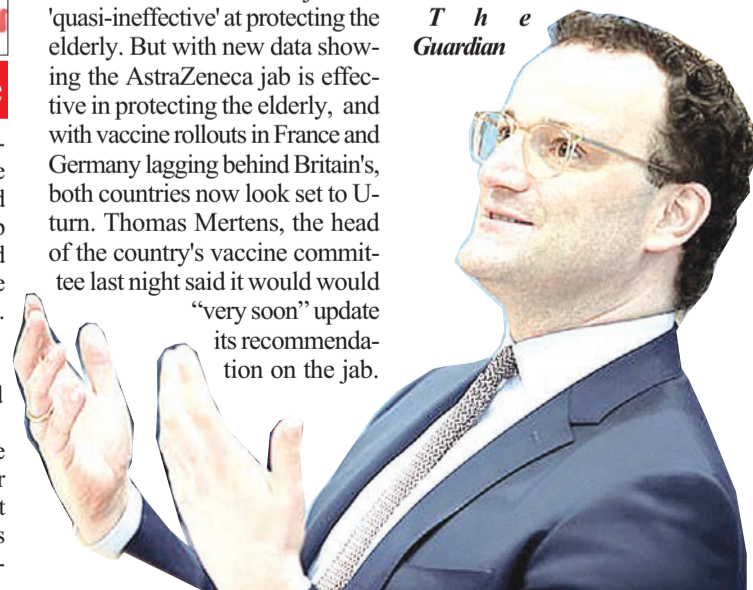 'quasi-ineffective' at protecting the
elderly. But with new data show-
ing the AstraZeneca jab is effec-
tive in protecting the elderly, and
with vaccine rollouts in France and
Germany lagging behind Britain's,
both countries now look set to U-
turn. Thomas Mertens, the head
of the country's vaccine commit-
tee last night said it would would
“very soon” update
its recommenda-
tion on the jab.
The
Guardian